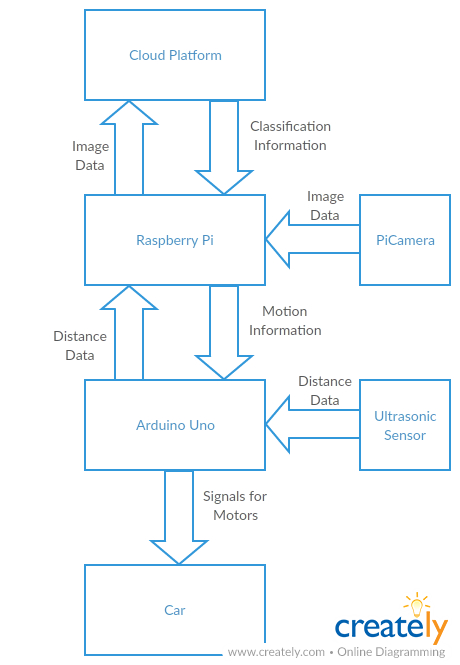 Cloud Platform
Image
Data
Classification
Information
Image
Data
Raspberry Pi
PiCamera
Distance
Data
Motion
Information
Distance
Data
Arduino Uno
Ultrasonic
Sensor
Signals for
Motors
Car
creately
www.creately.com • Online Diagramming